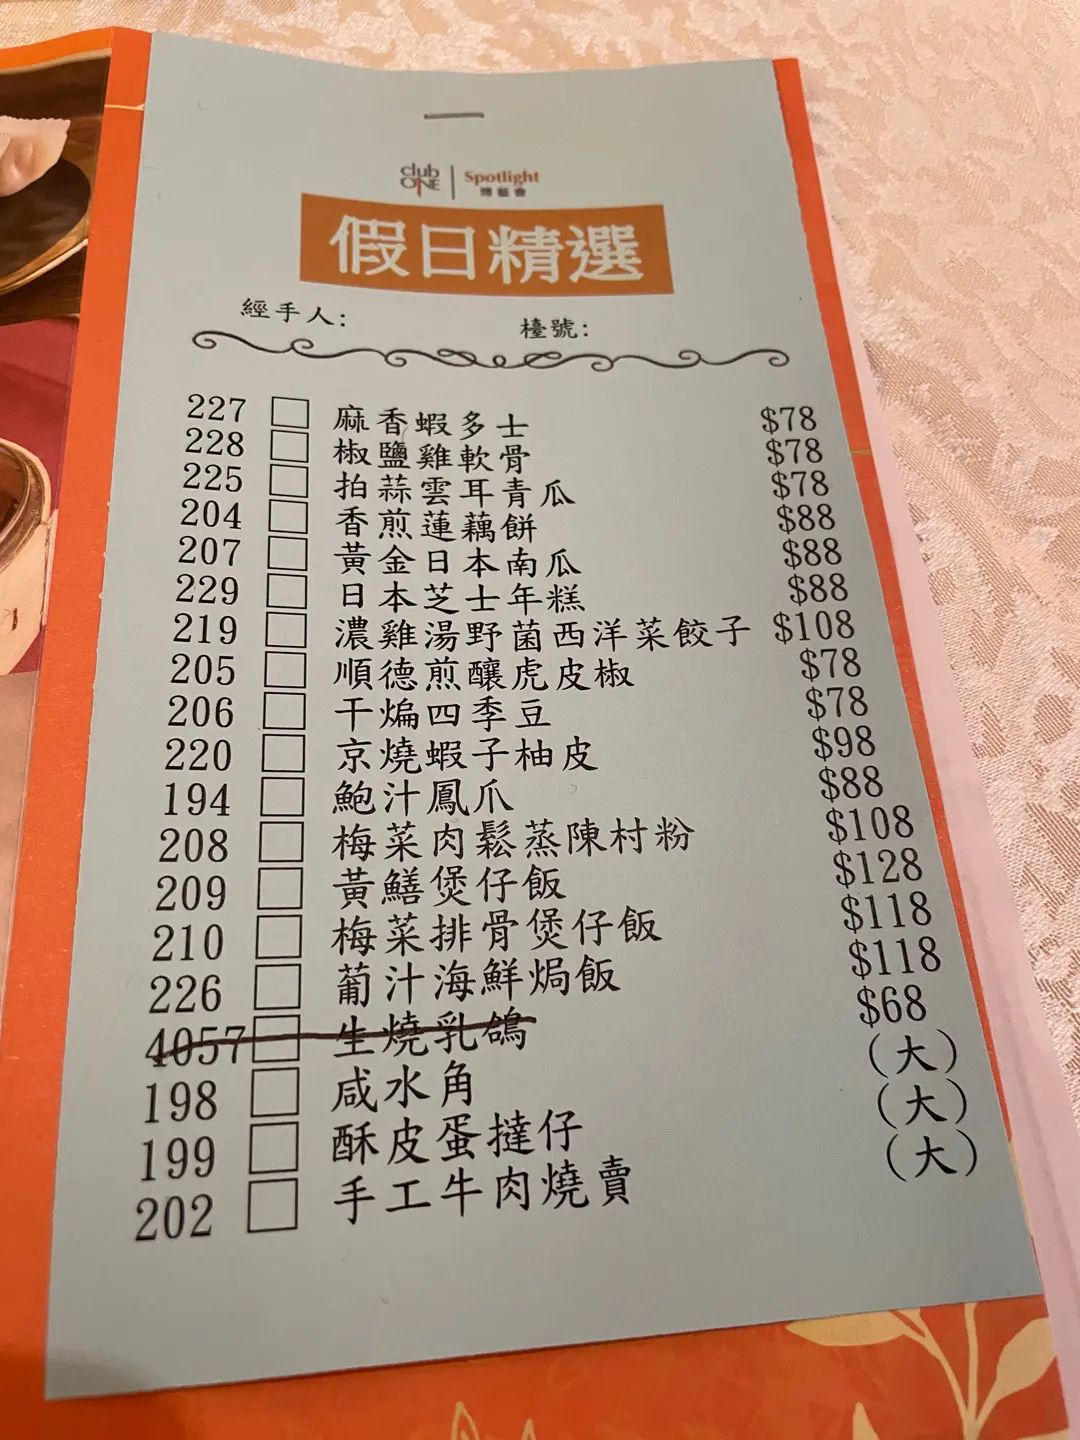 club ONE | Spotlight 博藝會
假日精選
經手人: 檯號:
227 □ 麻香蝦多士 $78
228 □ 椒鹽雞軟骨 $78
225 □ 拍蒜雲耳青瓜 $78
204 □ 香煎蓮藕餅 $88
207 □ 黃金日本南瓜 $88
229 □ 日本芝士年糕 $88
219 □ 濃雞湯野菌西洋菜餃子 $108
205 □ 順德煎釀虎皮椒 $78
206 □ 干煸四季豆 $78
220 □ 京燒蝦子柚皮 $98
194 □ 鮑汁鳳爪 $88
208 □ 梅菜肉鬆蒸陳村粉 $108
209 □ 黃鱔煲仔飯 $128
210 □ 梅菜排骨煲仔飯 $118
226 □ 葡汁海鮮焗飯 $118
4057 □ 生燒乳鴿 $68
198 □ 咸水角 (大)
199 □ 酥皮蛋撻仔 (大)
202 □ 手工牛肉燒賣 (大)